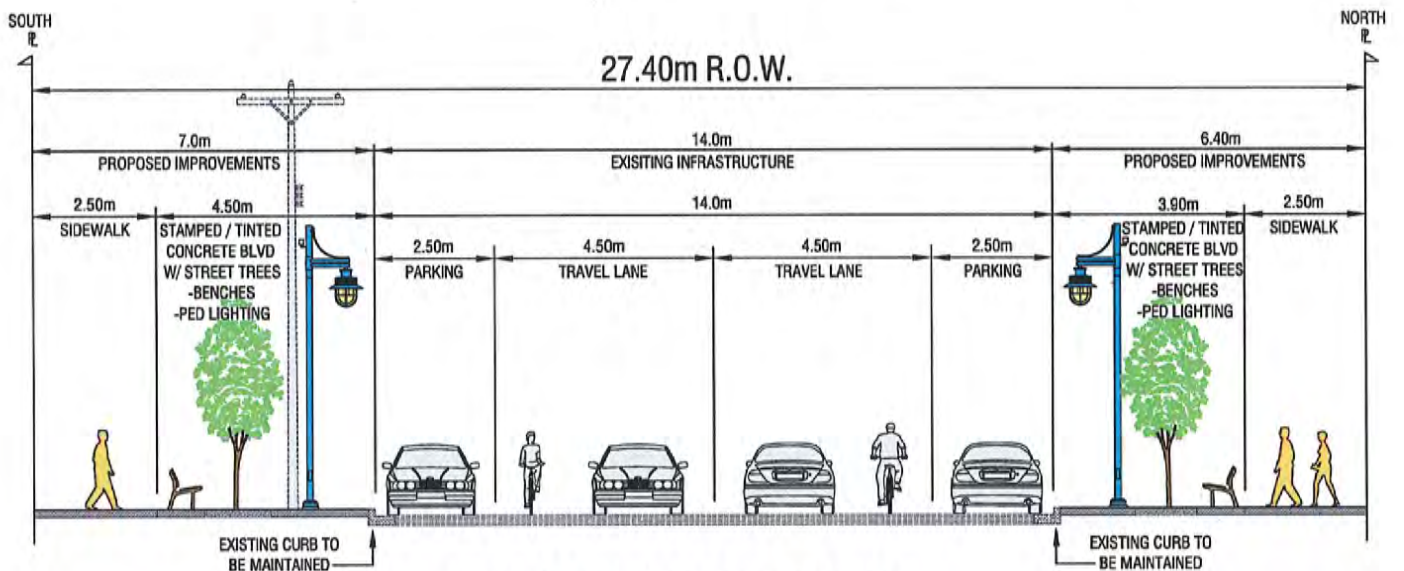 SOUTH
PL
NORTH
PL
27.40m R.O.W.
7.0m
PROPOSED IMPROVEMENTS
14.0m
EXISITING INFRASTRUCTURE
6.40m
PROPOSED IMPROVEMENTS
2.50m
SIDEWALK
4.50m
STAMPED / TINTED
CONCRETE BLVD
W/ STREET TREES
-BENCHES
-PED LIGHTING
14.0m
2.50m
PARKING
4.50m
TRAVEL LANE
4.50m
TRAVEL LANE
2.50m
PARKING
3.90m
STAMPED / TINTED
CONCRETE BLVD
W/ STREET TREES
-BENCHES
-PED LIGHTING
2.50m
SIDEWALK
EXISTING CURB TO
BE MAINTAINED
EXISTING CURB TO
BE MAINTAINED